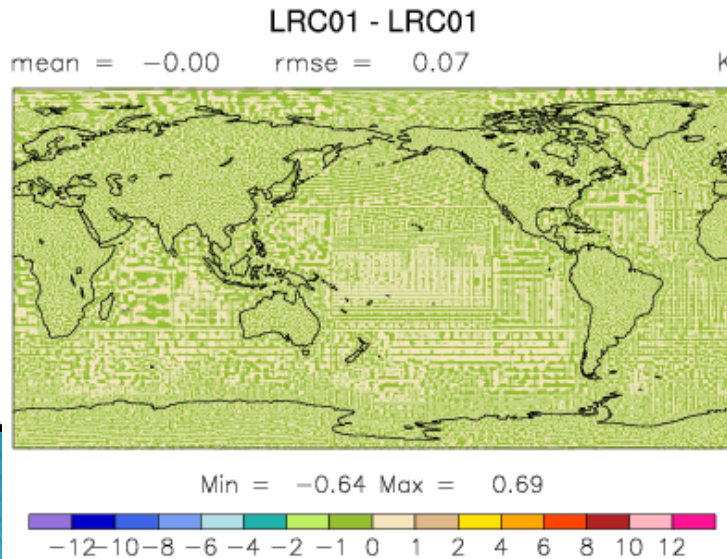 LRC01 - LRC01
mean = -0.00 rmse = 0.07 K
Min = -0.64 Max = 0.69
-12 -10 -8 -6 -4 -2 -1 0 1 2 4 6 8 10 12